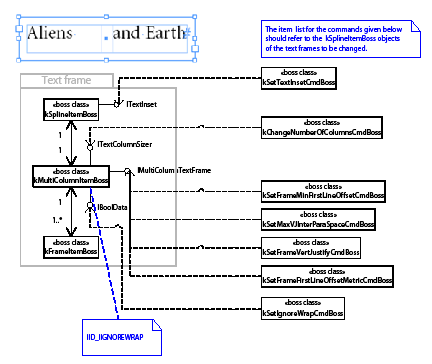 Aliens and Earth#
The item list for the commands given below
should refer to the kSplineItemBoss objects
of the text frames to be changed.
Text frame
«boss class»
kSplineItemBoss
ITextInset
«boss class»
kSetTextInsetCmdBoss
1
1
ITextColumnSizer
«boss class»
kChangeNumberOfColumnsCmdBoss
«boss class»
kMultiColumnItemBoss
IMultiColumnTextFrame
«boss class»
kSetFrameMinFirstLineOffsetCmdBoss
1
1..*
IBoolData
«boss class»
kSetMaxVJInterParaSpaceCmdBoss
«boss class»
kFrameItemBoss
«boss class»
kSetFrameVertJustifyCmdBoss
«boss class»
kSetFrameFirstLineOffsetMetricCmdBoss
«boss class»
kSetIgnoreWrapCmdBoss
IID_IIGNOREWRAP